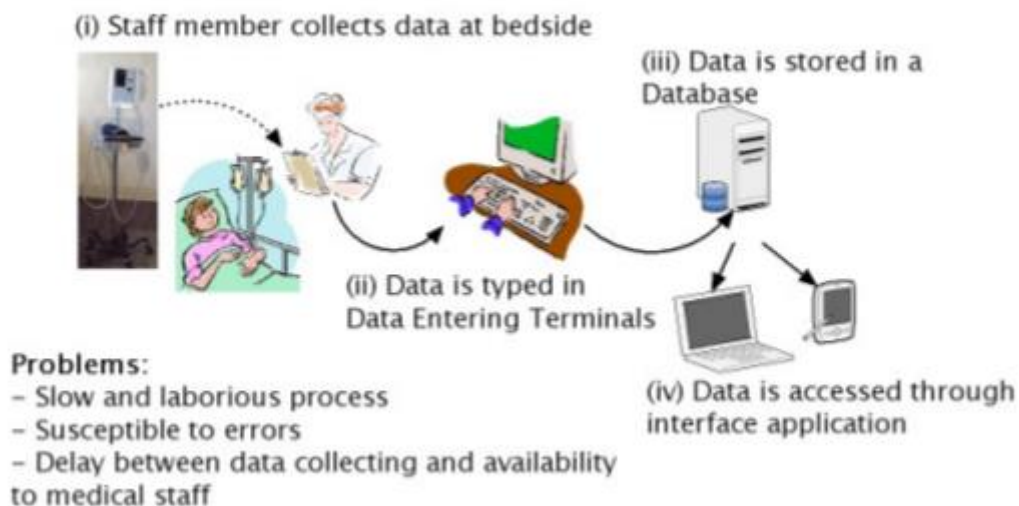 (i) Staff member collects data at bedside
(iii) Data is stored in a
Database
(ii) Data is typed in
Data Entering Terminals
(iv) Data is accessed through
interface application
Problems:
– Slow and laborious process
– Susceptible to errors
– Delay between data collecting and availability
to medical staff